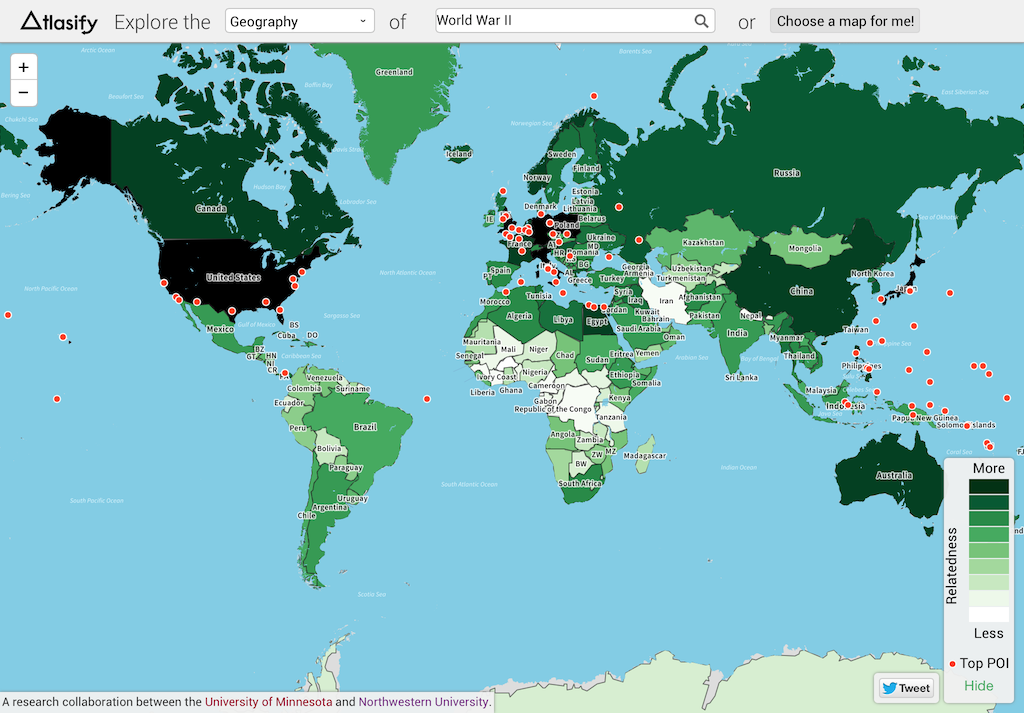 Atlasify Explore the Geography of World War II or Choose a map for me!
+
−
Arctic Ocean
Barents Sea
Greenland
Baffin Bay
East Siberian Sea
Beaufort Sea
Chukchi Sea
Norwegian Sea
Davis Strait
Iceland
Sweden
Finland
Russia
Norway
Bering Sea
Hudson Bay
Labrador Sea
Estonia
Latvia
Canada
Denmark
Lithuania
IE
Belarus
Sea of Okhotsk
Poland
Ukraine
France
MD
Kazakhstan
Mongolia
HR
Romania
BG
Spain
PT
AL
Georgia
Armenia
Uzbekistan
Turkmenistan
North Korea
United States
North Atlantic Ocean
Greece
Turkey
China
North Pacific Ocean
Morocco
Tunisia
Syria
Iraq
Iran
Afghanistan
Sargasso Sea
Algeria
Libya
Egypt
Jordan
Kuwait
Bahrain
Pakistan
Nepal
Mexico
Gulf of Mexico
BS
Saudi Arabia
India
Taiwan
Cuba
DO
Oman
Myanmar
Mauritania
BZ
GT
HN
Caribbean Sea
Senegal
Mali
Niger
Chad
Sudan
Eritrea
Yemen
Arabian Sea
Bay of Bengal
Thailand
Philippines
NI
CR
PA
Venezuela
Ivory Coast
Nigeria
Ethiopia
Sri Lanka
Colombia
Suriname
Liberia
Ghana
Cameroon
Somalia
Malaysia
Ecuador
Gabon
Kenya
Republic of the Congo
Indonesia
Tanzania
Papua New Guinea
Solomon Islands
Peru
Brazil
Angola
Zambia
Bolivia
ZW
MZ
Madagascar
Coral Sea
Paraguay
BW
Indian Ocean
More
South Pacific Ocean
South Atlantic Ocean
South Africa
Australia
Uruguay
Argentina
Chile
Relatedness
Scotia Sea
Less
Top POI
Hide
Tweet
A research collaboration between the University of Minnesota and Northwestern University.